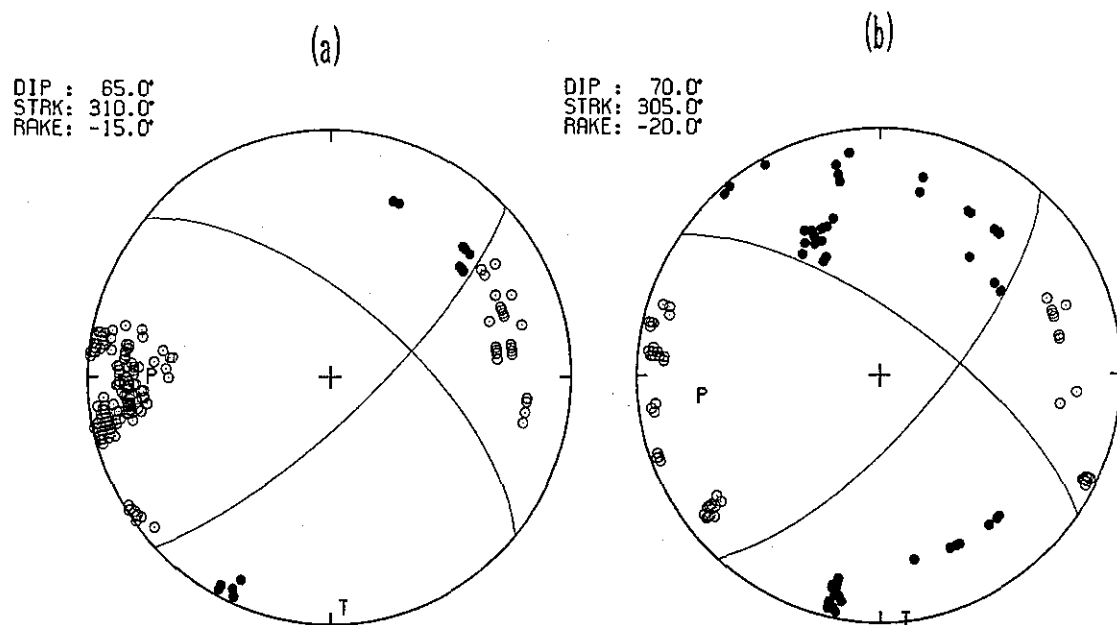 (a)
DIP : 65.0°
STRK: 310.0°
RAKE: -15.0°
P
T
(b)
DIP : 70.0°
STRK: 305.0°
RAKE: -20.0°
P
T